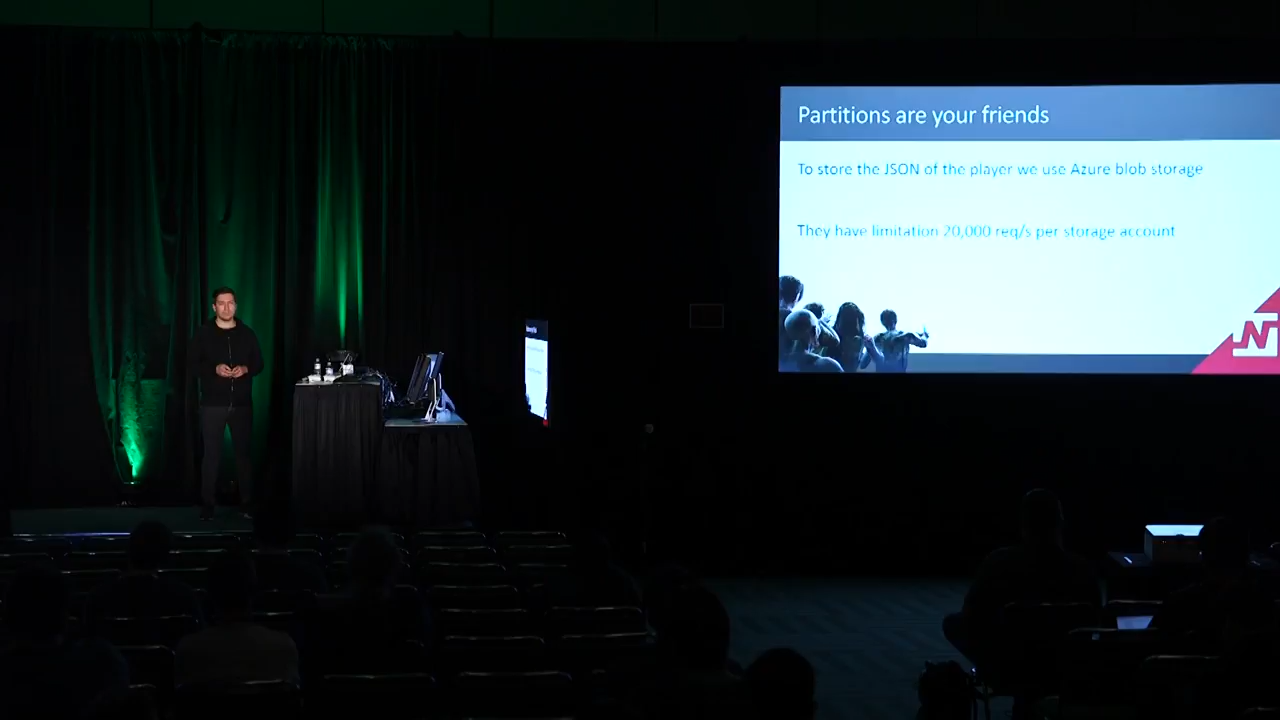 Partitions are your friends
To store the JSON of the player we use Azure blob storage
They have limitation 20,000 req/s per storage account
N